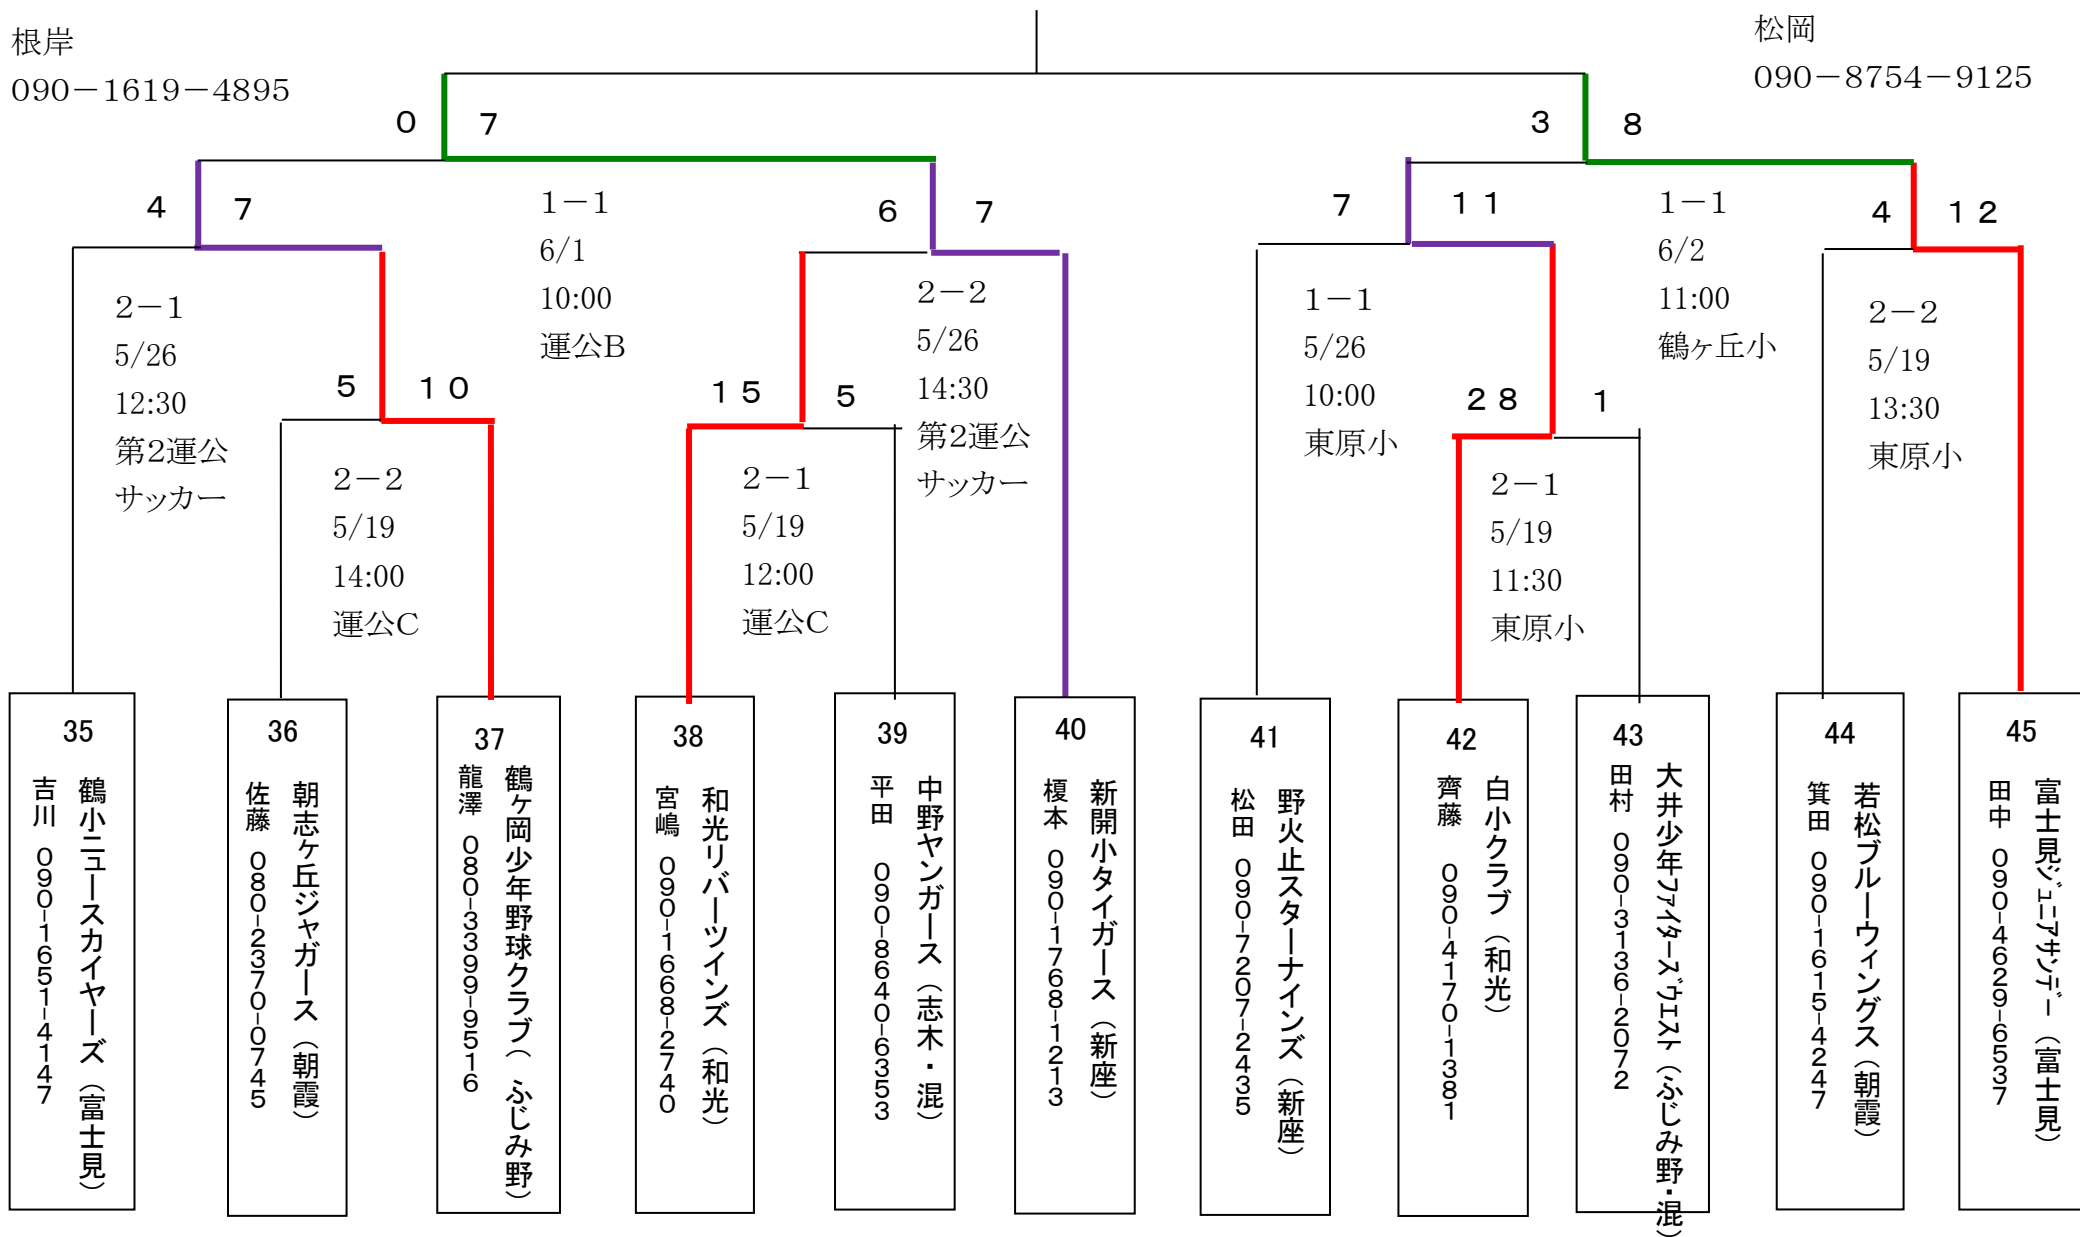 根岸
090－1619－4895
松岡
090－8754－9125
0 7
3 8
4 7
6 7
7 11
4 12
1－1
6/1
10:00
運公B
1－1
6/2
11:00
鶴ヶ丘小
2－1
5/26
12:30
第2運公
サッカー
2－2
5/26
14:30
第2運公
サッカー
1－1
5/26
10:00
東原小
2－2
5/19
13:30
東原小
5 10
15 5
28 1
2－2
5/19
14:00
運公C
2－1
5/19
12:00
運公C
2－1
5/19
11:30
東原小
35
鶴小ニュースカイヤーズ（富士見）
吉川 090-1651-4147
36
朝志ヶ丘ジャガース（朝霞）
佐藤 080-2370-0745
37
鶴ヶ岡少年野球クラブ（ ふじみ野）
龍澤 080-3399-9516
38
和光リバーツインズ（和光）
宮嶋 090-1668-2740
39
中野ヤンガース（志木・混）
平田 090-8640-6353
40
新開小タイガース（新座）
榎本 090-1768-1213
41
野火止スターナインズ（新座）
松田 090-7207-2435
42
白小クラブ（和光）
齊藤 090-4170-1381
43
大井少年ﾌｧｲﾀｰｽﾞｳｴｽﾄ（ふじみ野・混）
田村 090-3136-2072
44
若松ブルーウィングス（朝霞）
箕田 090-1615-4247
45
富士見ｼﾞｭﾆｱｻﾝﾃﾞｰ（富士見）
田中 090-4629-6537